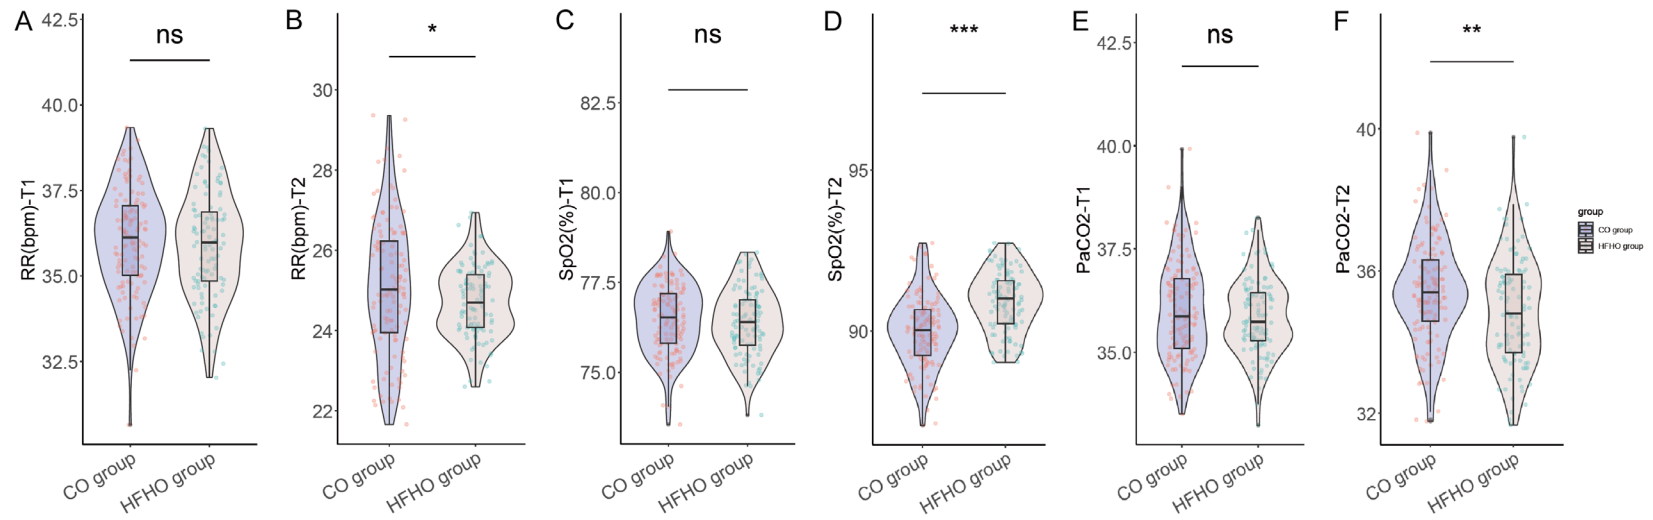 A
ns
RR(bpm)-T1
42.5
40.0
37.5
35.0
32.5
CO group
HFHO group
B
*
RR(bpm)-T2
30
28
26
24
22
CO group
HFHO group
C
ns
SpO2(%)-T1
82.5
80.0
77.5
75.0
CO group
HFHO group
D
***
SpO2(%)-T2
95
90
CO group
HFHO group
E
ns
PaCO2-T1
42.5
40.0
37.5
35.0
CO group
HFHO group
F
**
PaCO2-T2
40
36
32
CO group
HFHO group
group
CO group
HFHO group